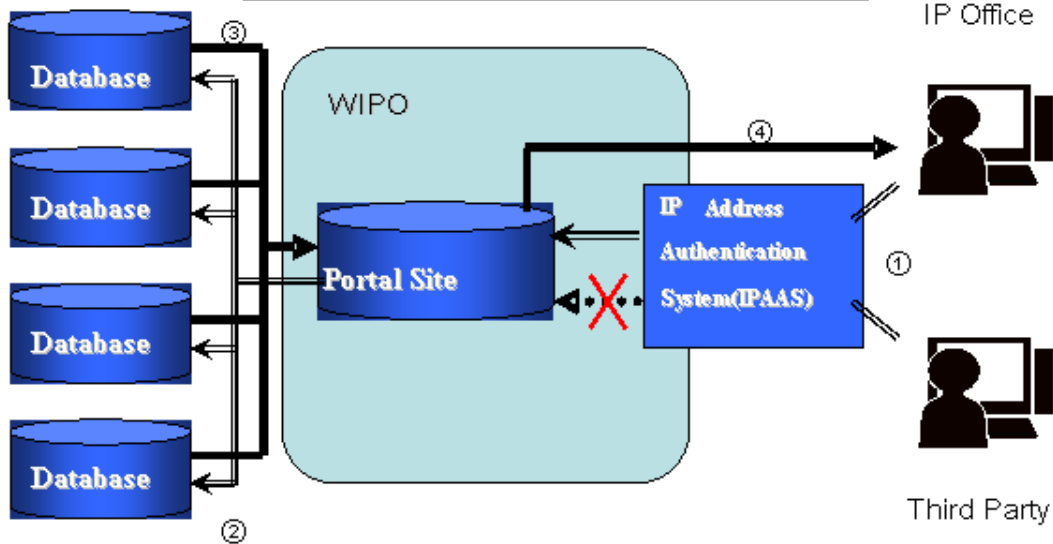 IP Office
③
Database
WIPO
④
Database
IP Address
Authentication
System(IPAAS)
①
Portal Site
Database
Database
Third Party
②